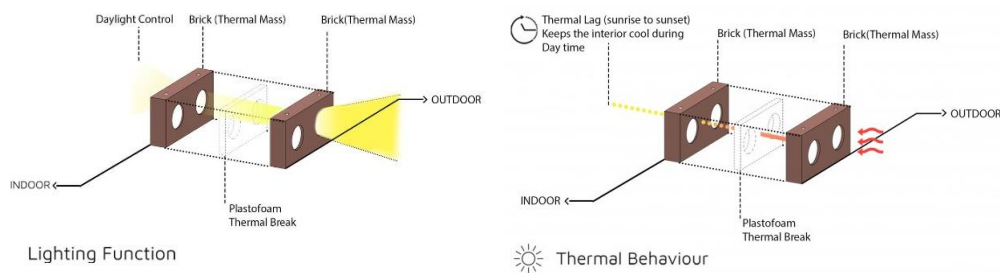 Daylight Control
Brick (Thermal Mass)
Brick(Thermal Mass)
OUTDOOR
INDOOR
Plastofoam
Thermal Break
Lighting Function
Thermal Lag (sunrise to sunset)
Keeps the interior cool during
Day time
Brick (Thermal Mass)
Brick(Thermal Mass)
OUTDOOR
INDOOR
Plastofoam
Thermal Break
Thermal Behaviour